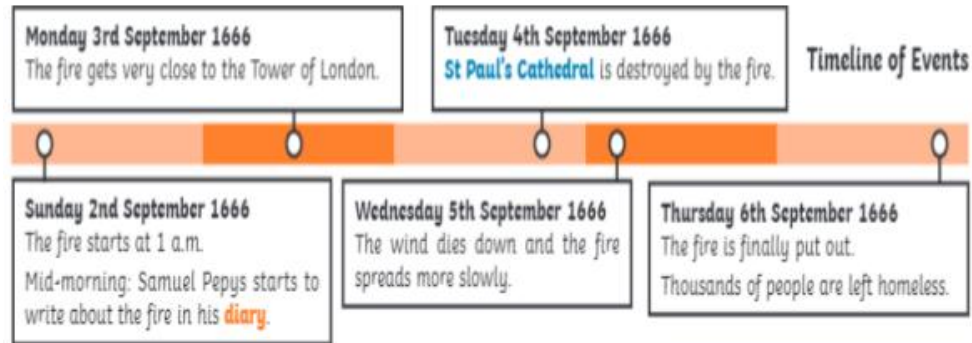 Timeline of Events
Sunday 2nd September 1666
The fire starts at 1 a.m.
Mid-morning: Samuel Pepys starts to
write about the fire in his diary.
Monday 3rd September 1666
The fire gets very close to the Tower of London.
Tuesday 4th September 1666
St Paul's Cathedral is destroyed by the fire.
Wednesday 5th September 1666
The wind dies down and the fire
spreads more slowly.
Thursday 6th September 1666
The fire is finally put out.
Thousands of people are left homeless.